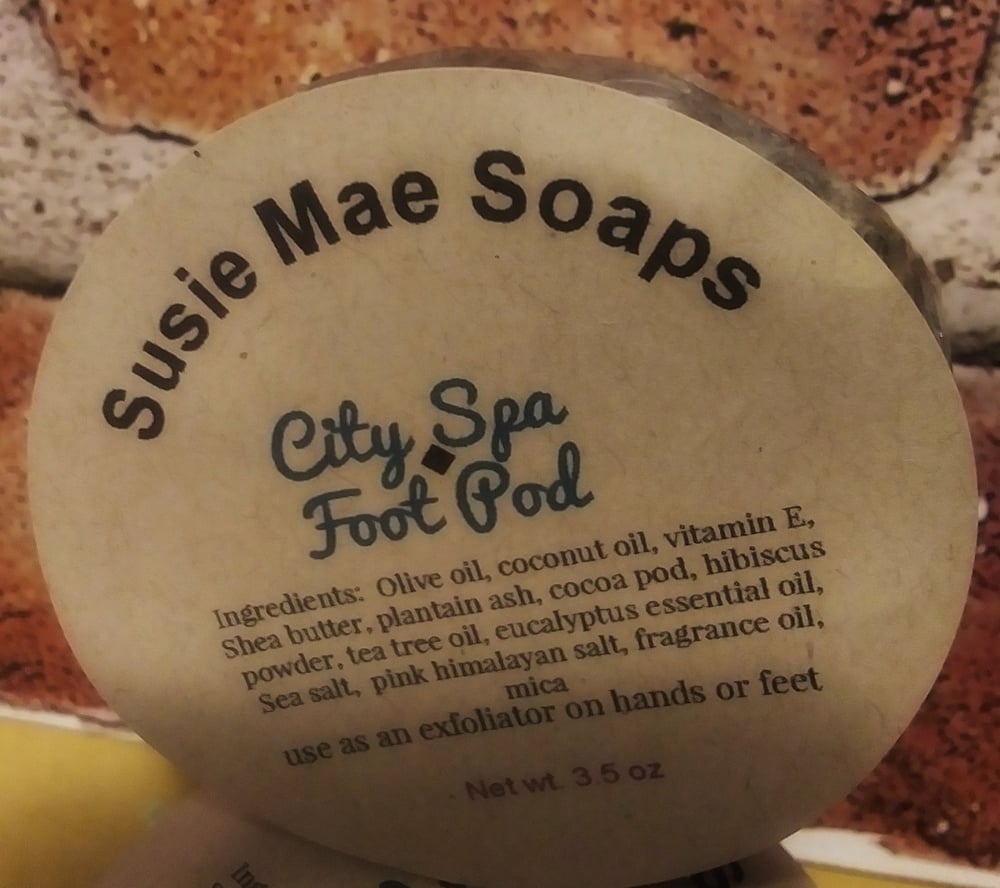 Susie Mae Soaps
City Spa
Foot Pod
Ingredients: Olive oil, coconut oil, vitamin E,
Shea butter, plantain ash, cocoa pod, hibiscus
powder, tea tree oil, eucalyptus essential oil,
Sea salt, pink himalayan salt, fragrance oil,
mica
use as an exfoliator on hands or feet
Net wt. 3.5 oz